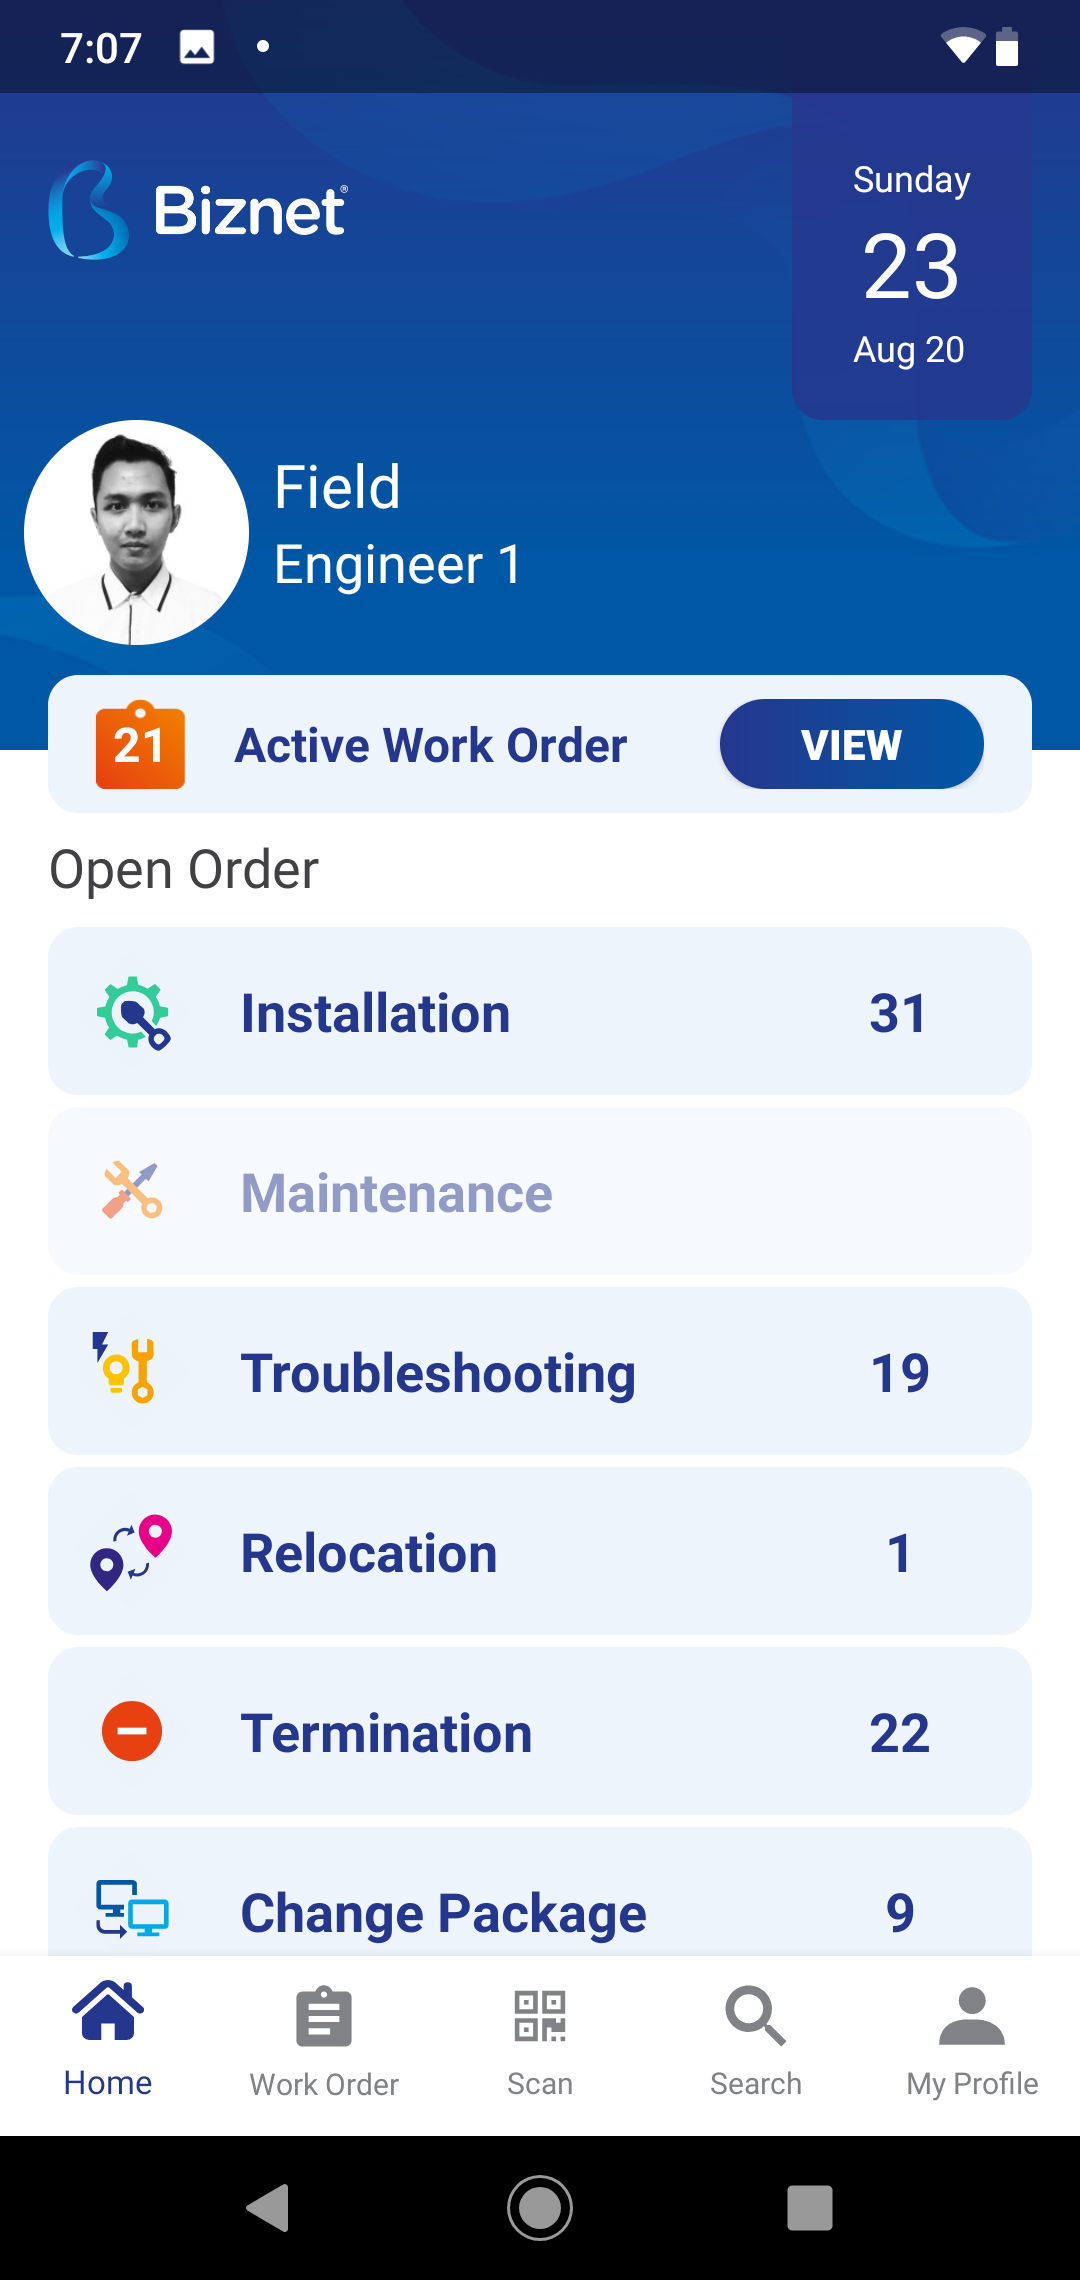 7:07
Biznet®
Sunday
23
Aug 20
Field
Engineer 1
21
Active Work Order
VIEW
Open Order
Installation 31
Maintenance
Troubleshooting 19
Relocation 1
Termination 22
Change Package 9
Home Work Order Scan Search My Profile